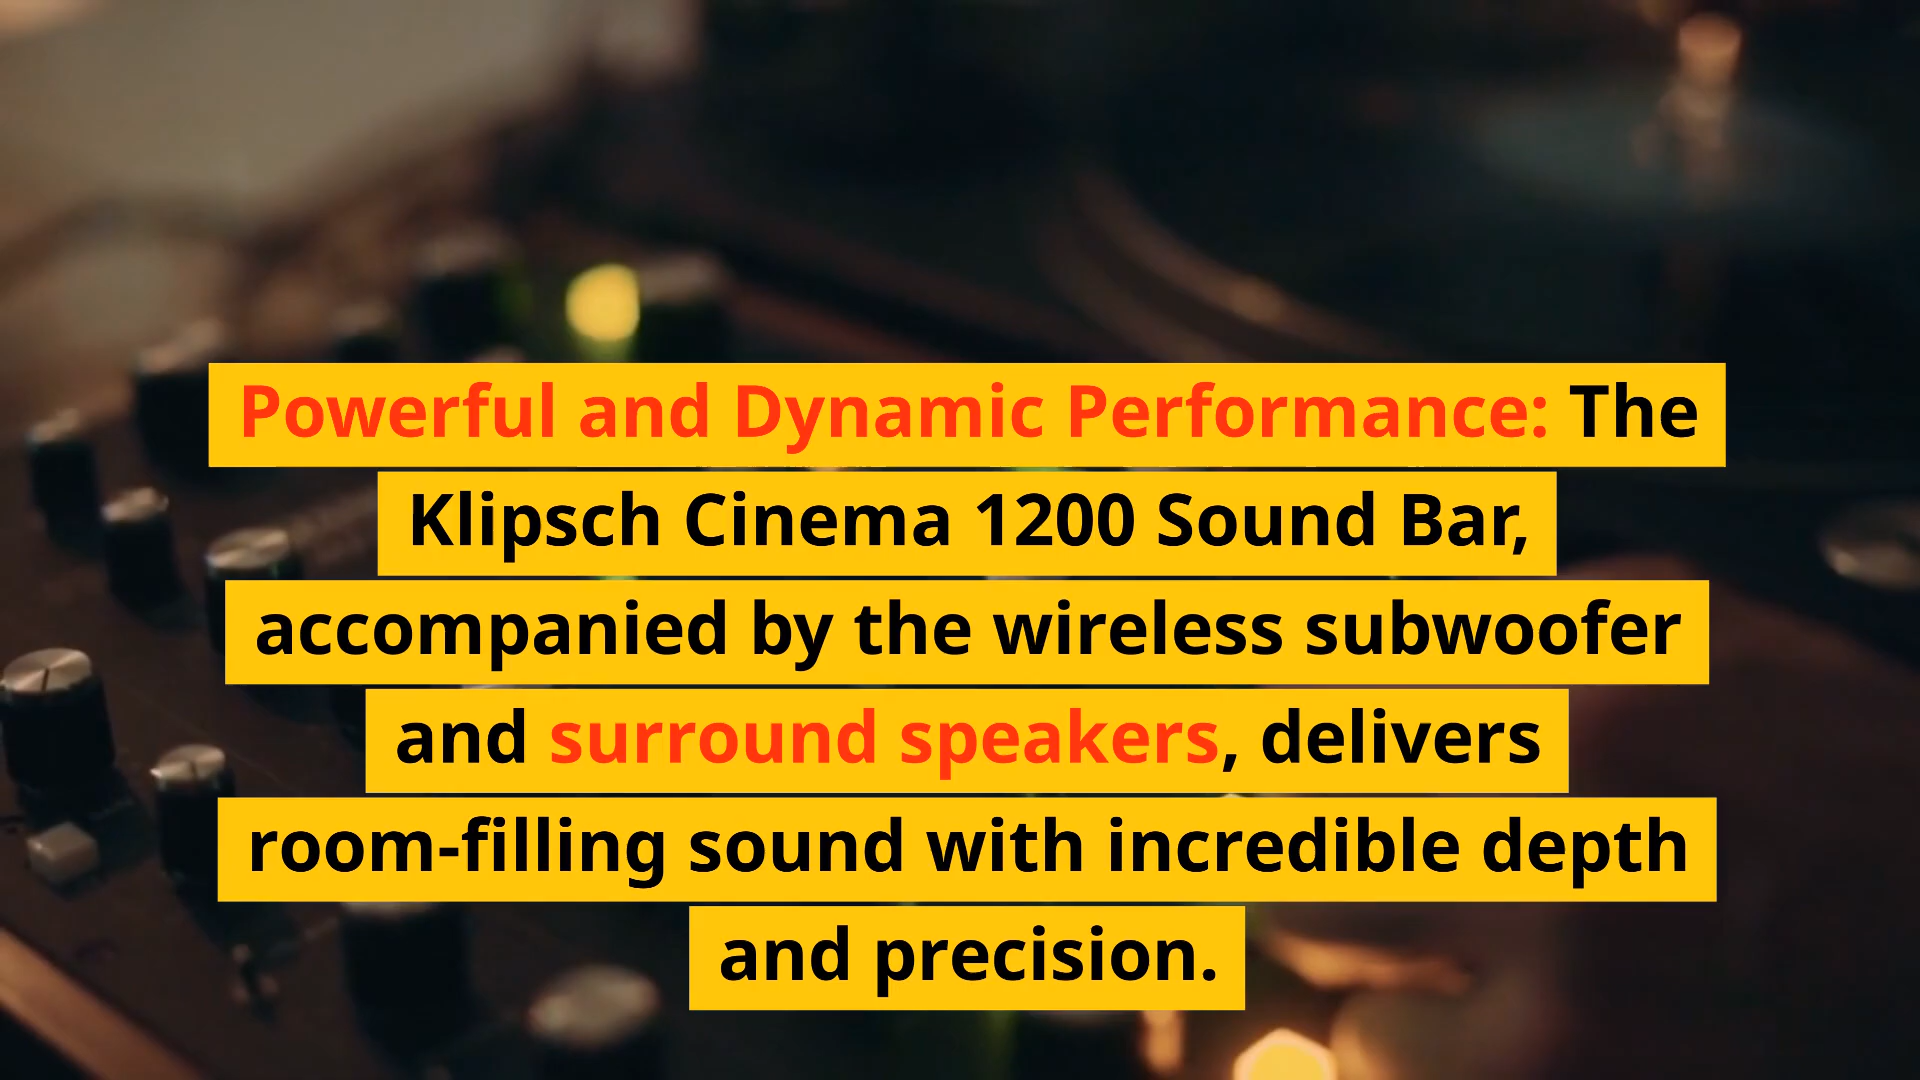 Powerful and Dynamic Performance: The
Klipsch Cinema 1200 Sound Bar,
accompanied by the wireless subwoofer
and surround speakers, delivers
room-filling sound with incredible depth
and precision.